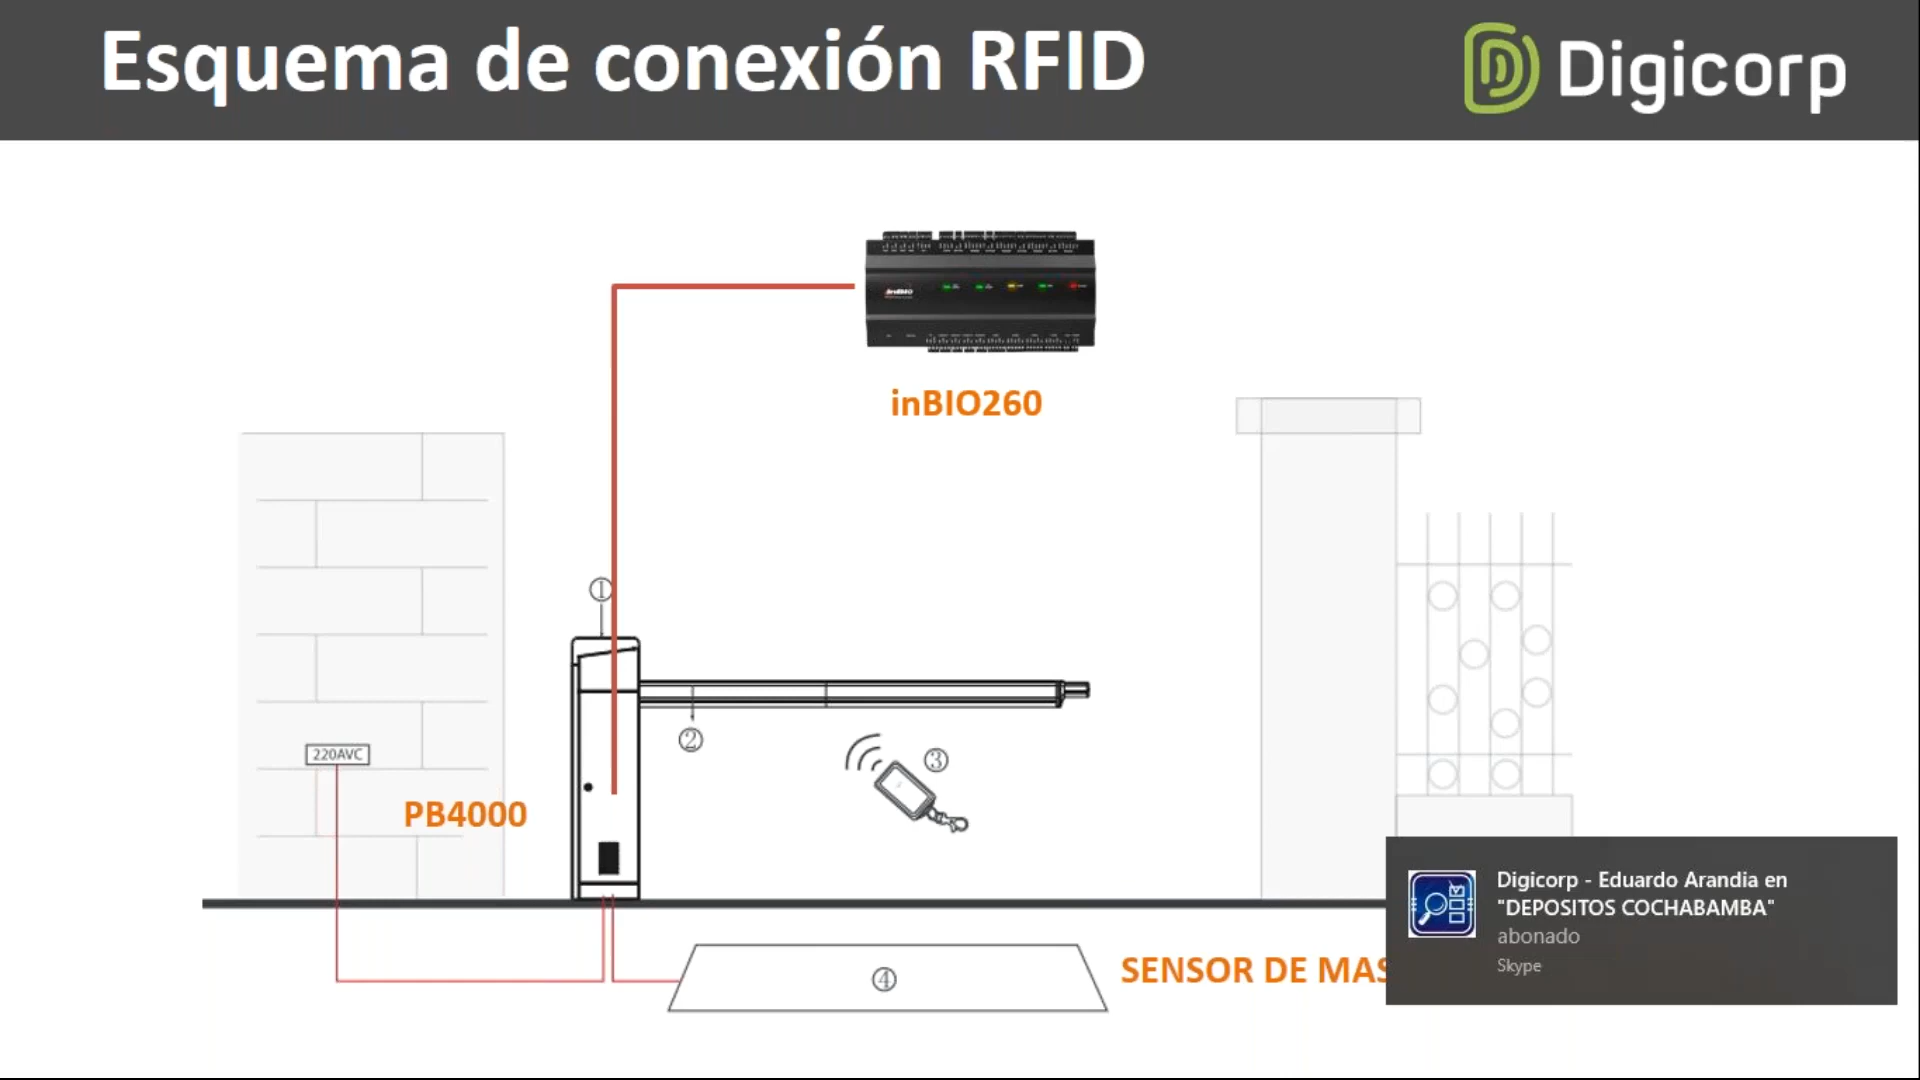 Esquema de conexión RFID
Digicorp
inBIO
inBIO260
①
②
③
220AVC
PB4000
④
SENSOR DE MAS
Digicorp - Eduardo Arandia en
"DEPOSITOS COCHABAMBA"
abonado
Skype